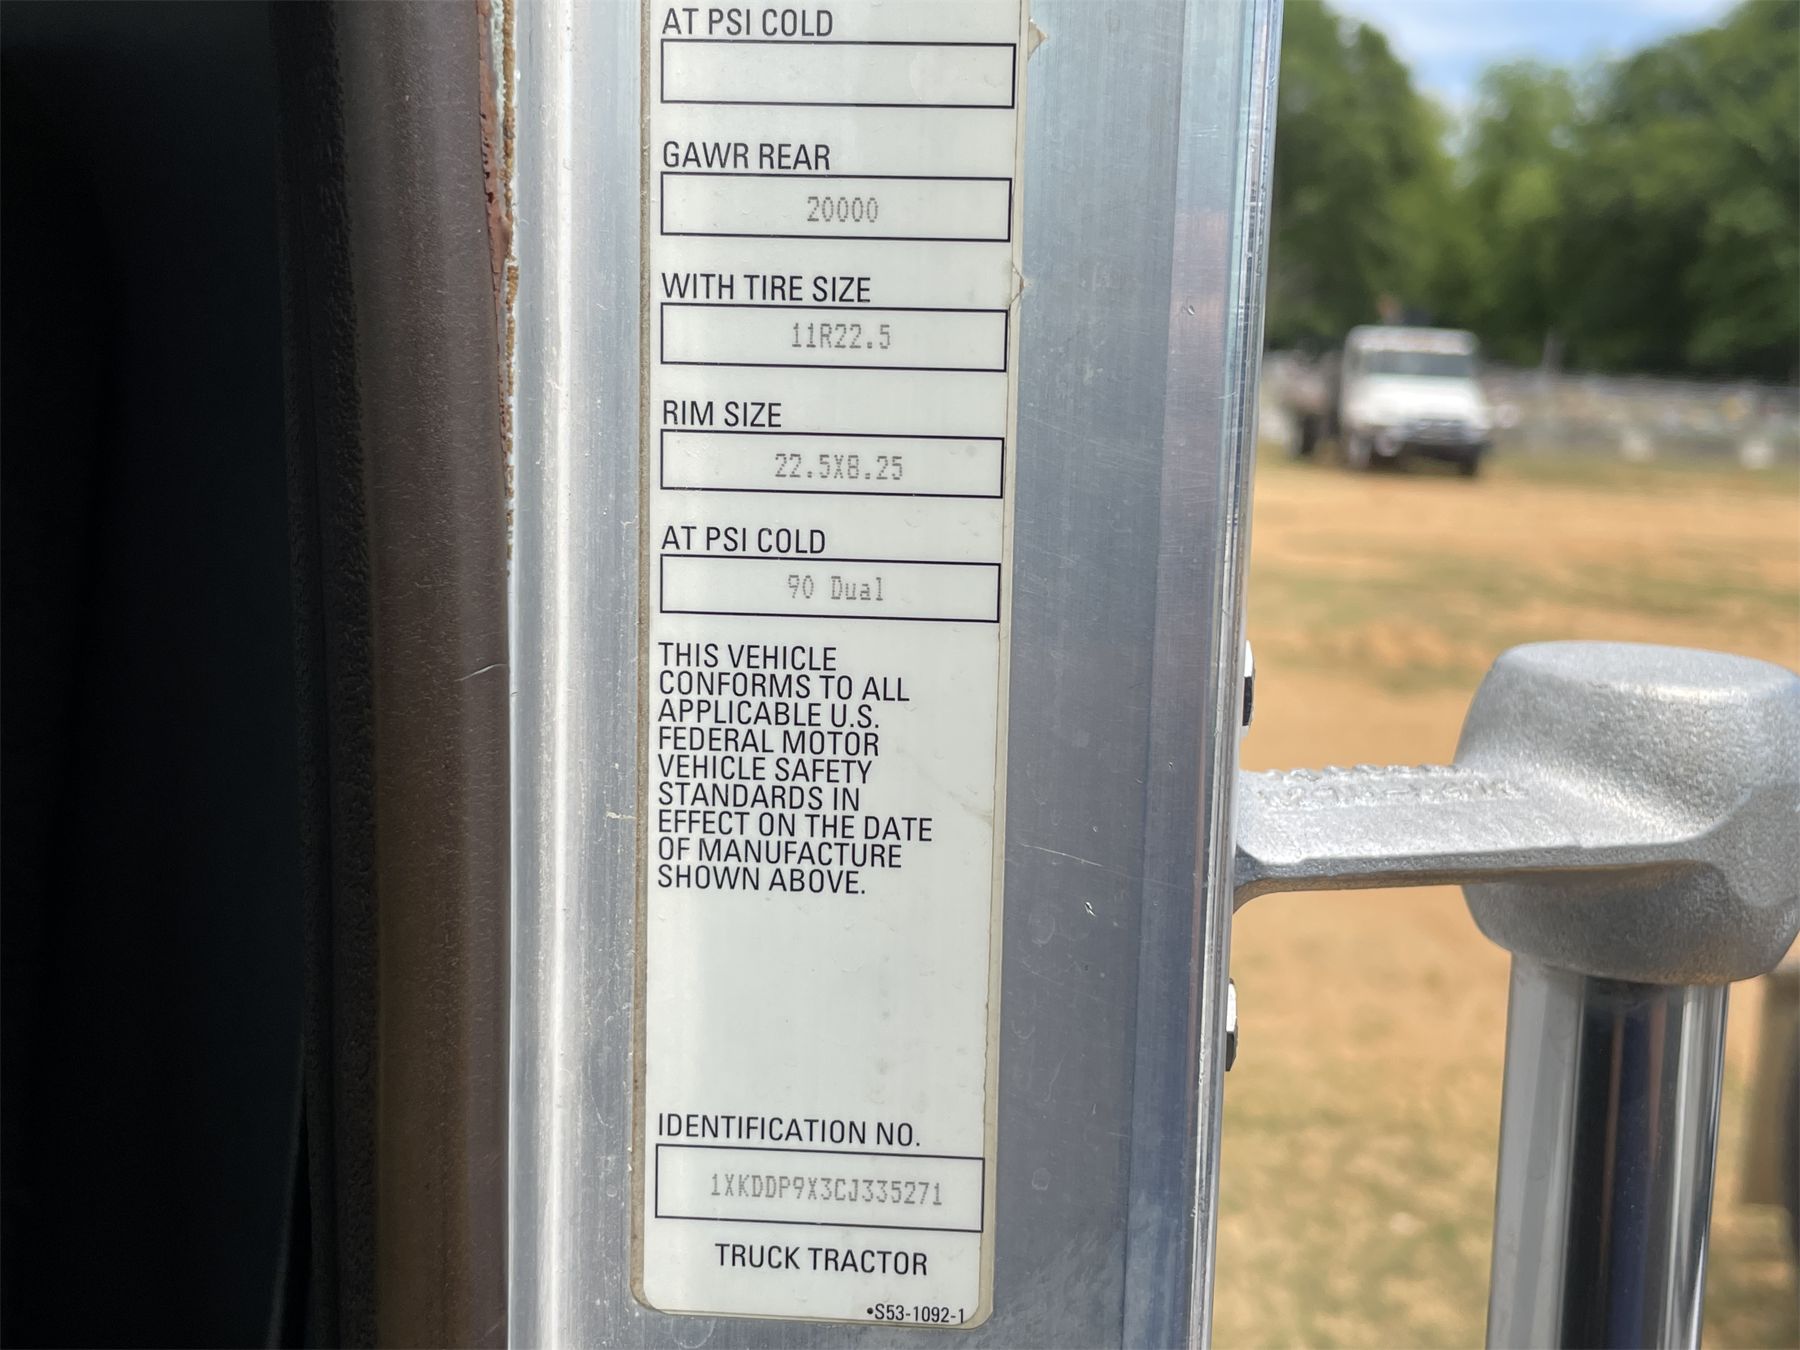 AT PSI COLD
GAWR REAR
20000
WITH TIRE SIZE
11R22.5
RIM SIZE
22.5X8.25
AT PSI COLD
90 Dual
THIS VEHICLE
CONFORMS TO ALL
APPLICABLE U.S.
FEDERAL MOTOR
VEHICLE SAFETY
STANDARDS IN
EFFECT ON THE DATE
OF MANUFACTURE
SHOWN ABOVE.
IDENTIFICATION NO.
1XKDDP9X3CJ335271
TRUCK TRACTOR
•S53-1092-1